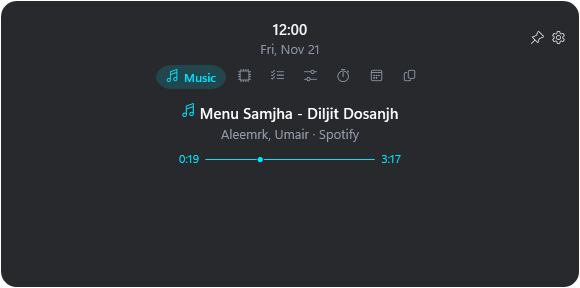 12:00
Fri, Nov 21
Music
Menu Samjha - Diljit Dosanjh
Aleemrk, Umair · Spotify
0:19 3:17